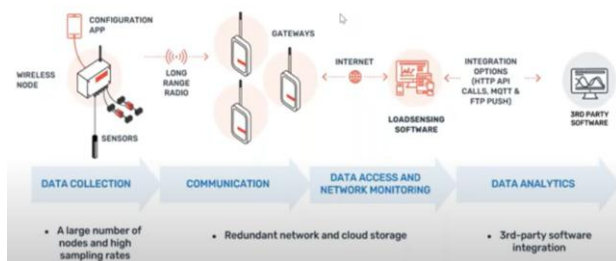 CONFIGURATION
APP
WIRELESS
NODE
SENSORS
LONG
RANGE
RADIO
GATEWAYS
INTERNET
LOADSENSING
SOFTWARE
INTEGRATION
OPTIONS
(HTTP API
CALLS, MQTT &
FTP PUSH)
3RD PARTY
SOFTWARE
DATA COLLECTION
COMMUNICATION
DATA ACCESS AND
NETWORK MONITORING
DATA ANALYTICS
• A large number of
nodes and high
sampling rates
• Redundant network and cloud storage
• 3rd-party software
integration